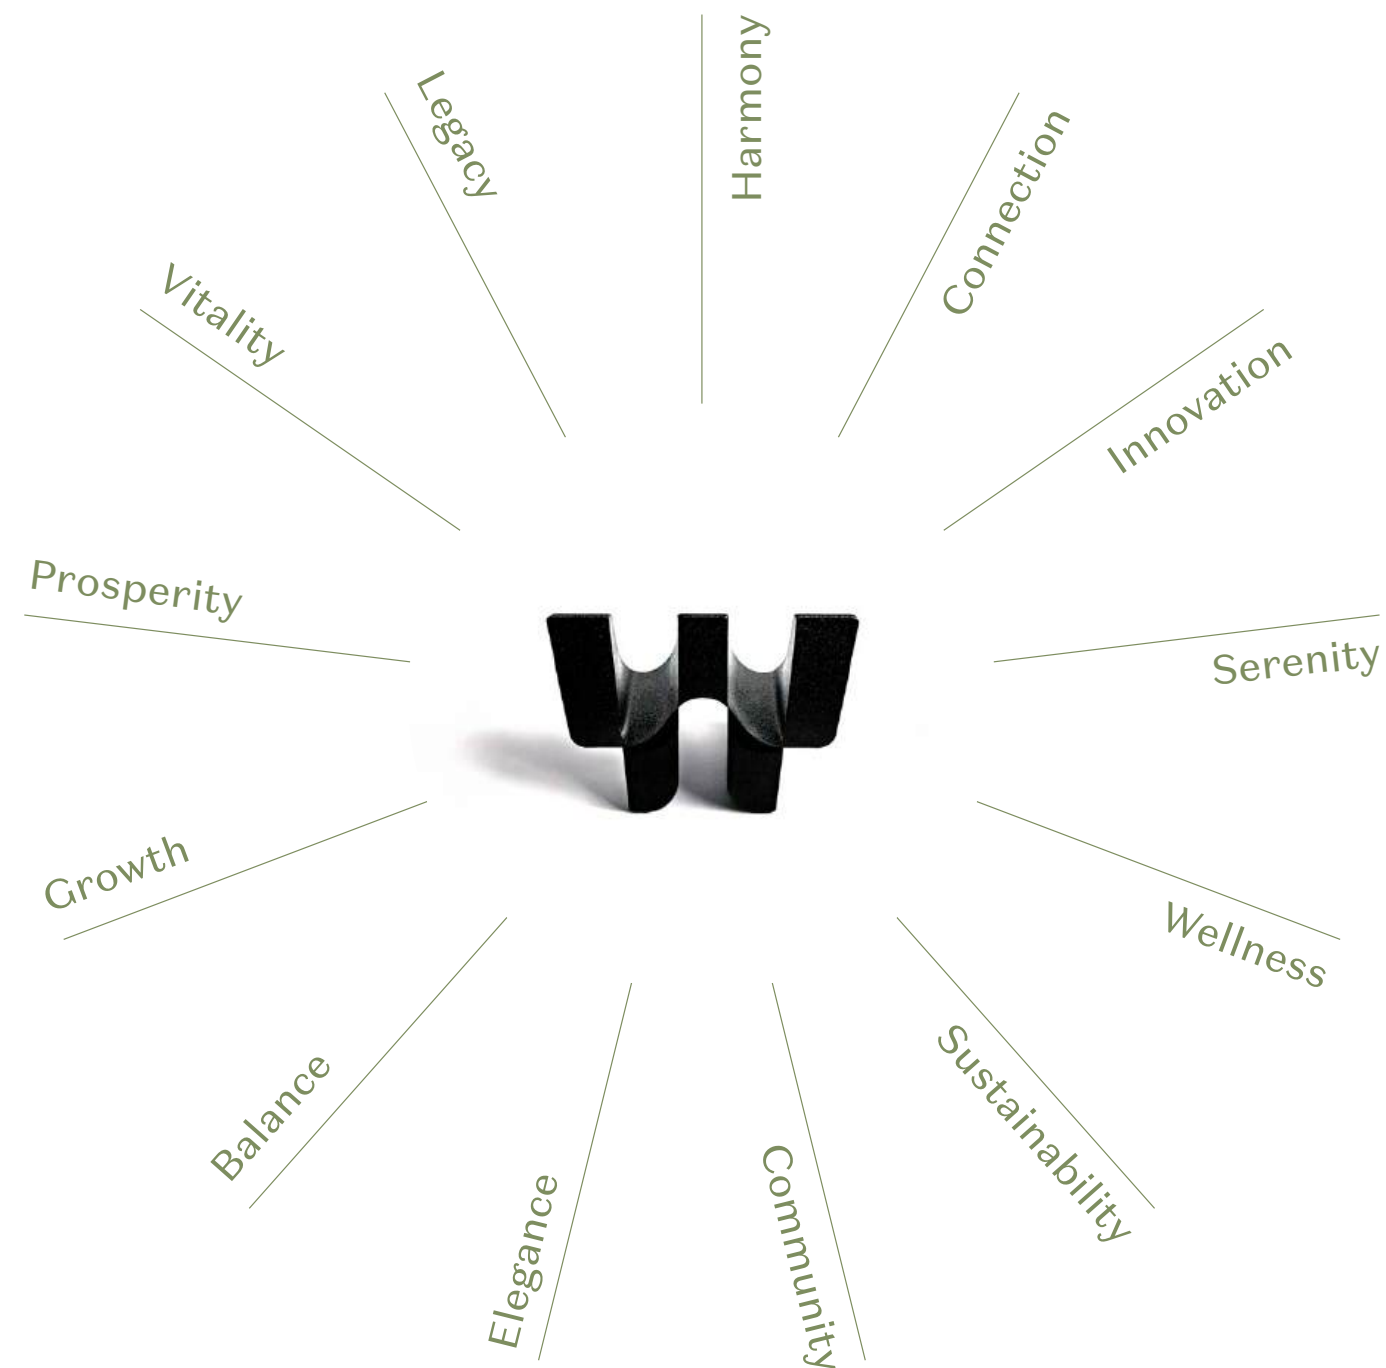 Harmony
Connection
Innovation
Serenity
Wellness
Sustainability
Community
Elegance
Balance
Growth
Prosperity
Vitality
Legacy